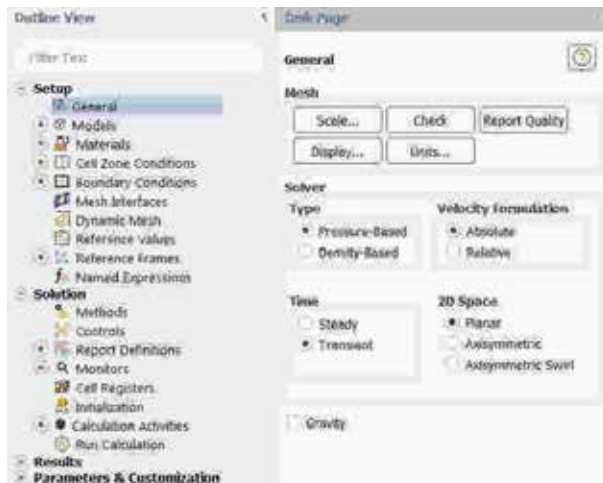 Outline View
Filter Text
Setup
General
Models
Materials
Cell Zone Conditions
Boundary Conditions
Mesh Interfaces
Dynamic Mesh
Reference Values
Reference Frames
Named Expressions
Solution
Methods
Controls
Report Definitions
Monitors
Cell Registers
Initialization
Calculation Activities
Run Calculation
Results
Parameters & Customization
Task Page
General
Mesh
Scale... Check Report Quality
Display... Units...
Solver
Type Velocity Formulation
Pressure-Based Absolute
Density-Based Relative
Time 2D Space
Steady Planar
Transient Axisymmetric
Axisymmetric Swirl
Gravity